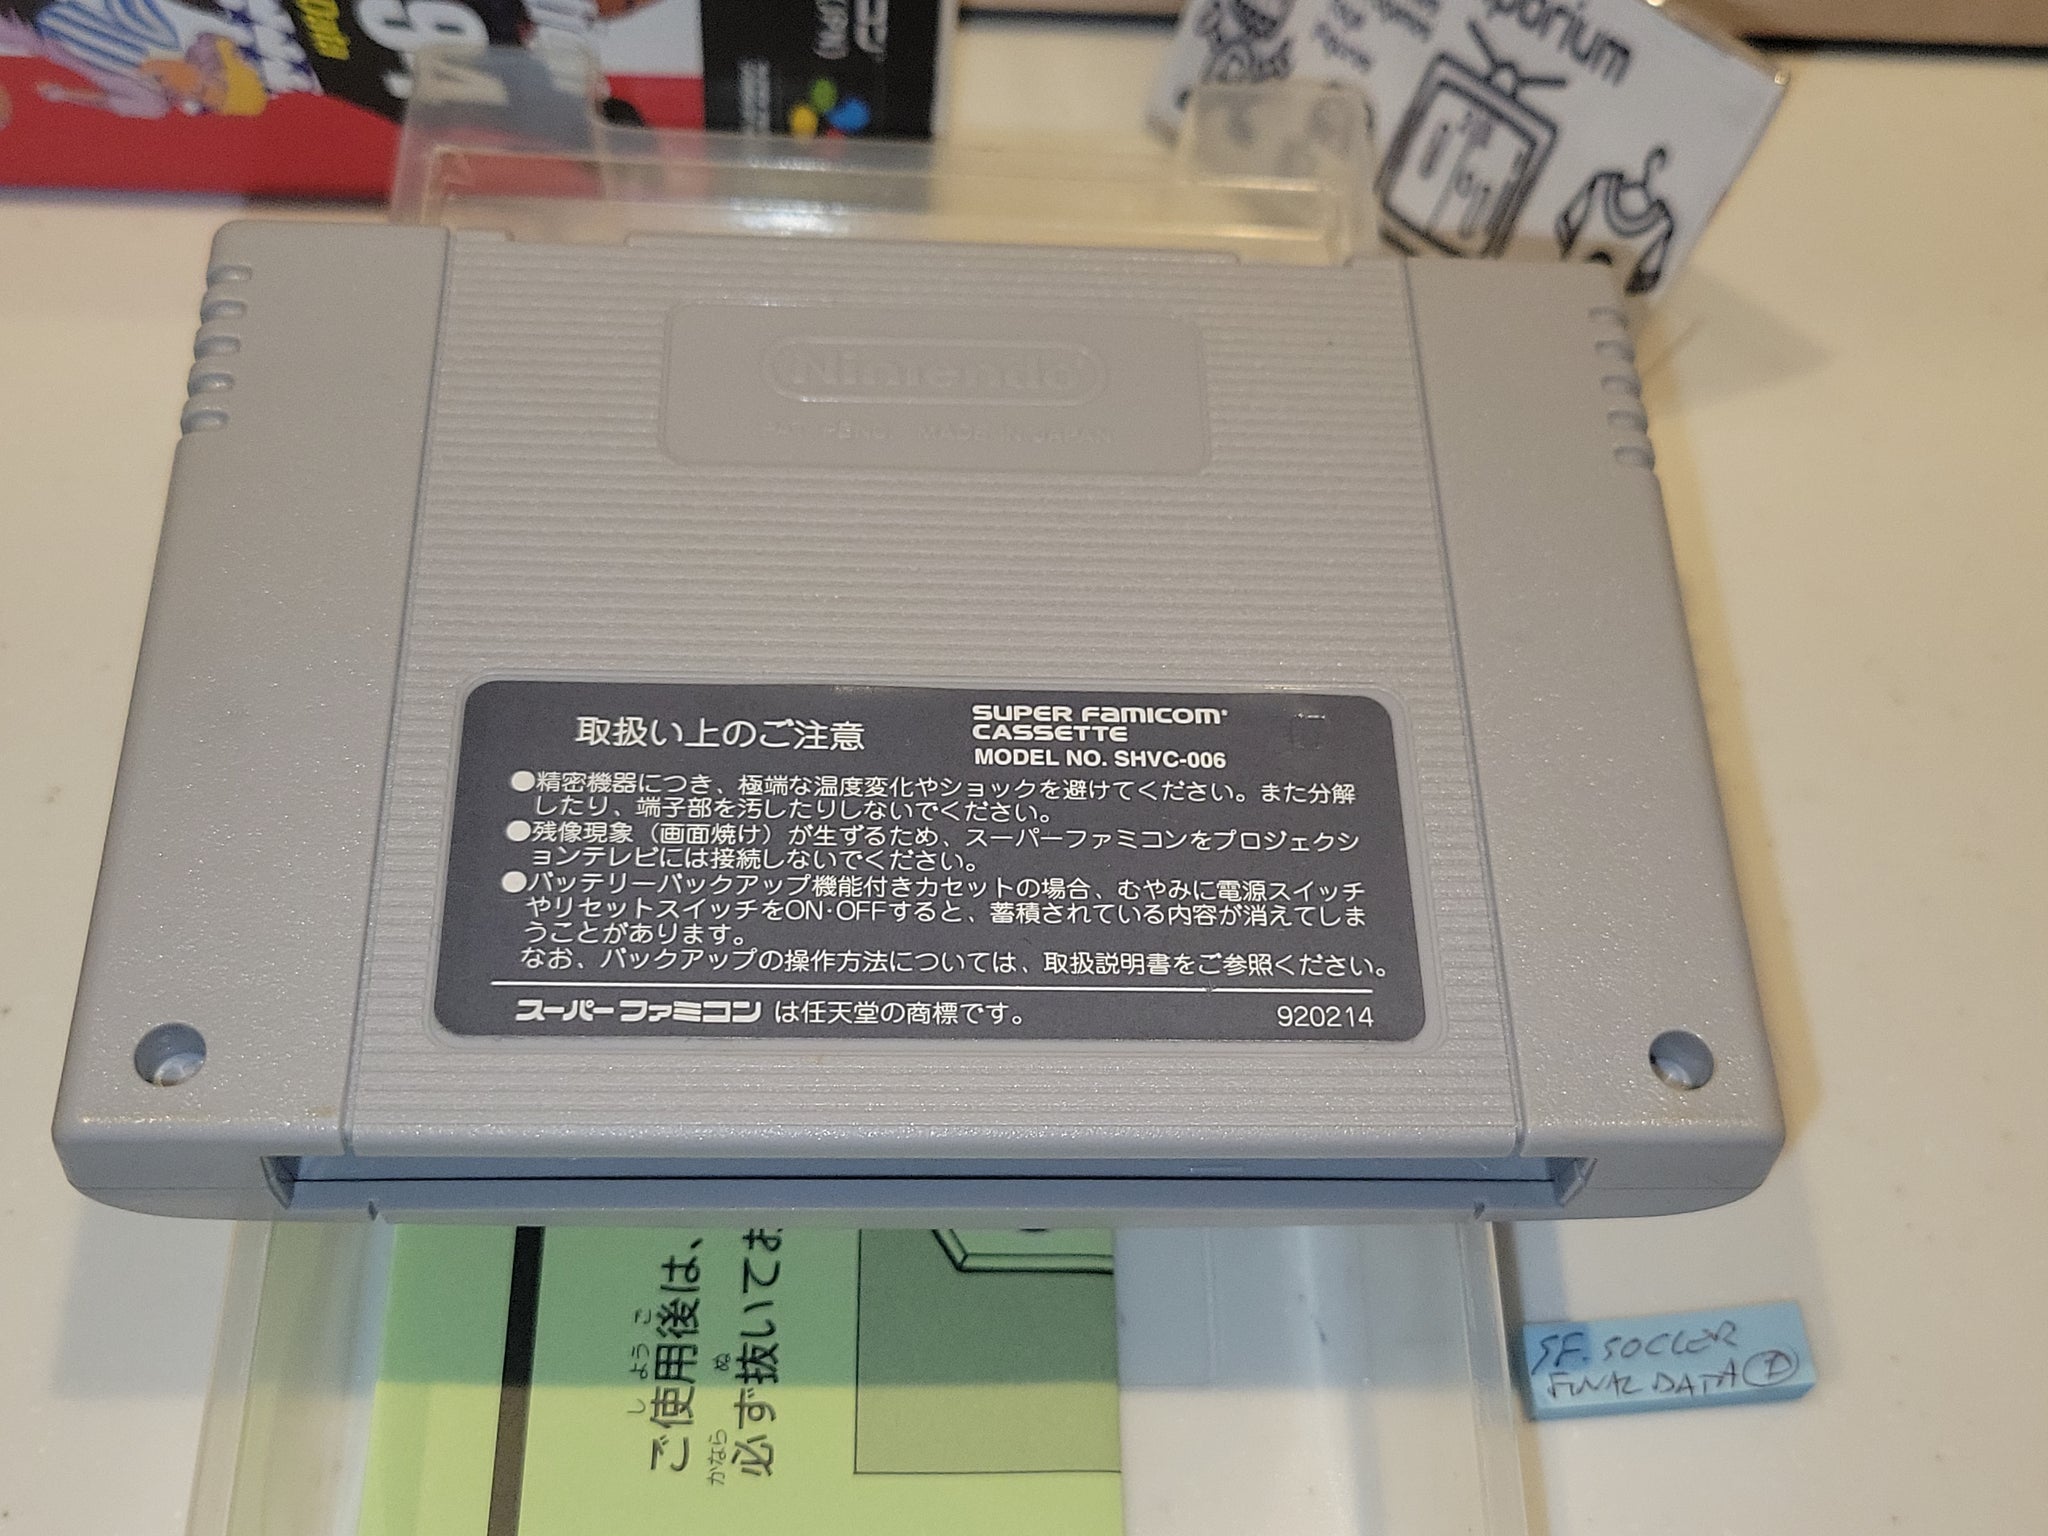 porium
Nintendo
PAT. PEND. MADE IN JAPAN
取扱い上のご注意
SUPER FAMICOM
CASSETTE
MODEL NO. SHVC-006
●精密機器につき、極端な温度変化やショックを避けてください。また分解
したり、端子部を汚したりしないでください。
●残像現象（画面焼け）が生ずるため、スーパーファミコンをプロジェクシ
ョンテレビには接続しないでください。
●バッテリーバックアップ機能付きカセットの場合、むやみに電源スイッチ
やリセットスイッチをON·OFFすると、蓄積されている内容が消えてしま
うことがあります。
なお、バックアップの操作方法については、取扱説明書をご参照ください。
スーパーファミコン は任天堂の商標です。
920214
ご使用後は、
しようご
必ず抜いてお
かなら ぬ
SF. SOCCER
FINAL DATA